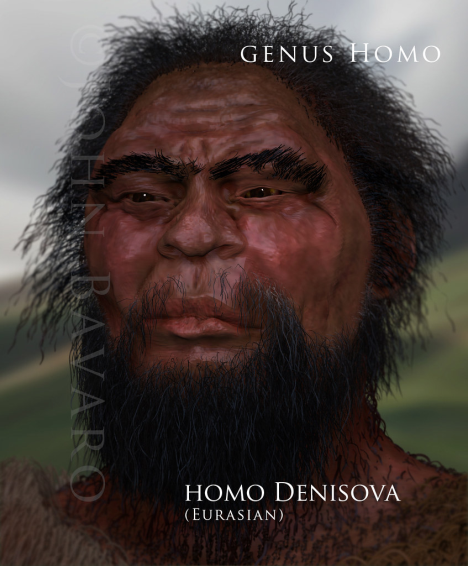 GENUS HOMO
© JOHN BAVARO
HOMO DENISOVA
(EURASIAN)